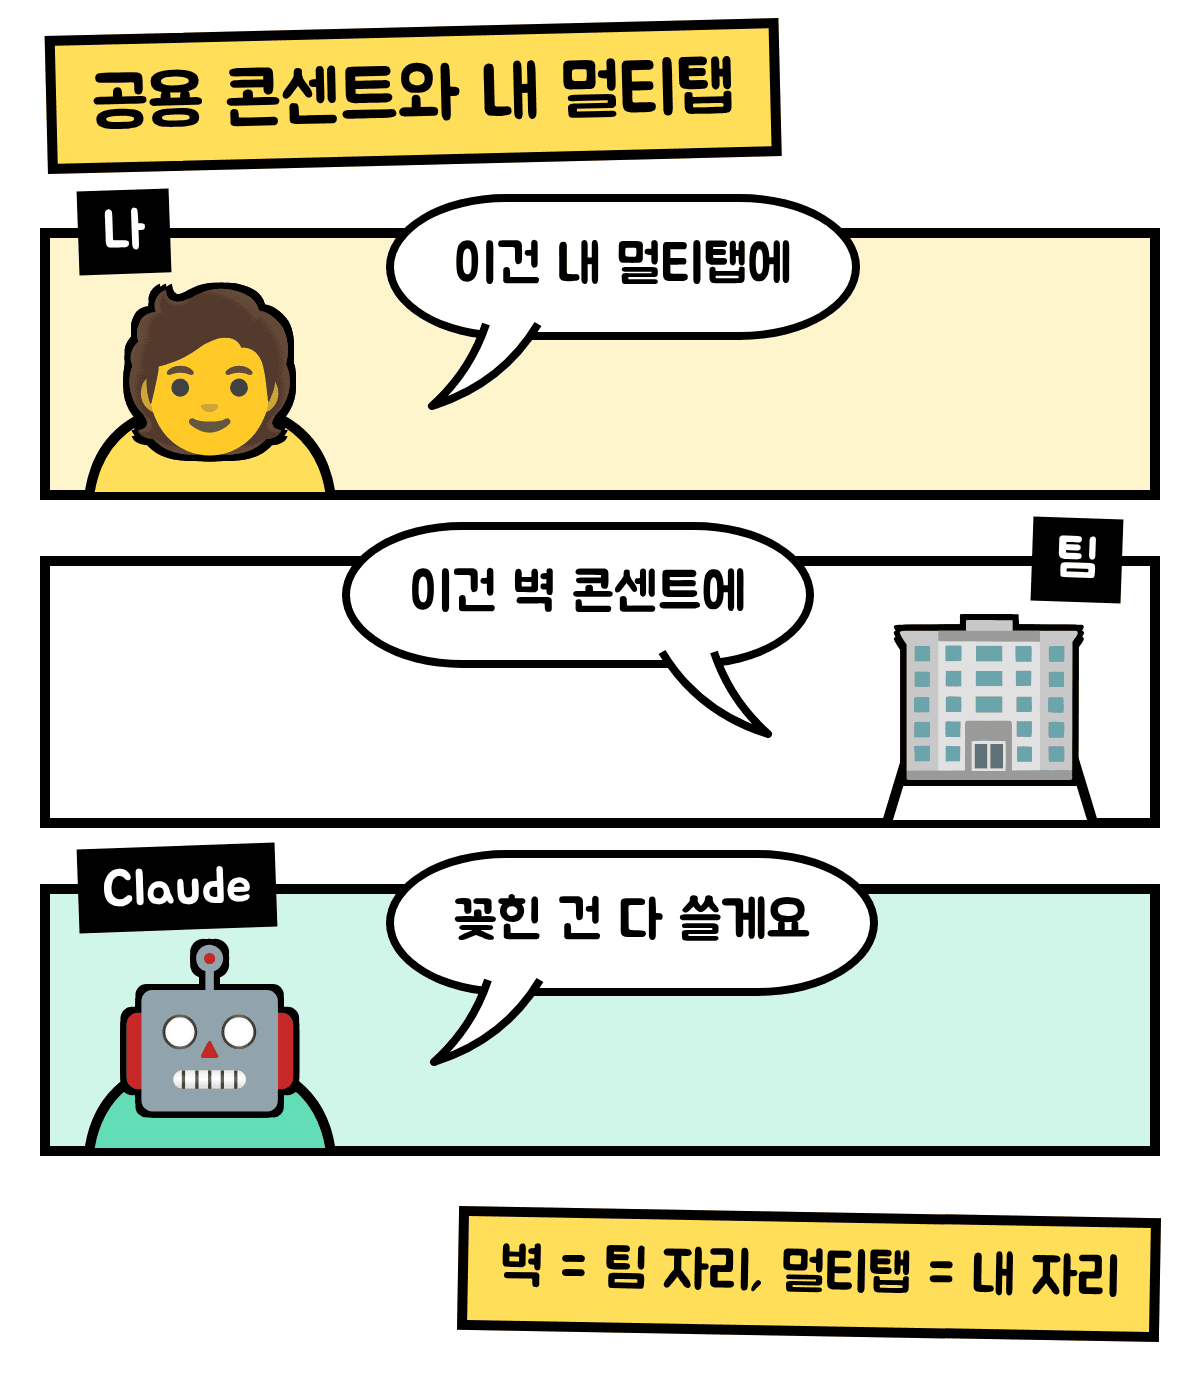 공용 콘센트와 내 멀티탭
나
이건 내 멀티탭에
팀
이건 벽 콘센트에
Claude
꽂힌 건 다 쓸게요
벽 = 팀 자리, 멀티탭 = 내 자리